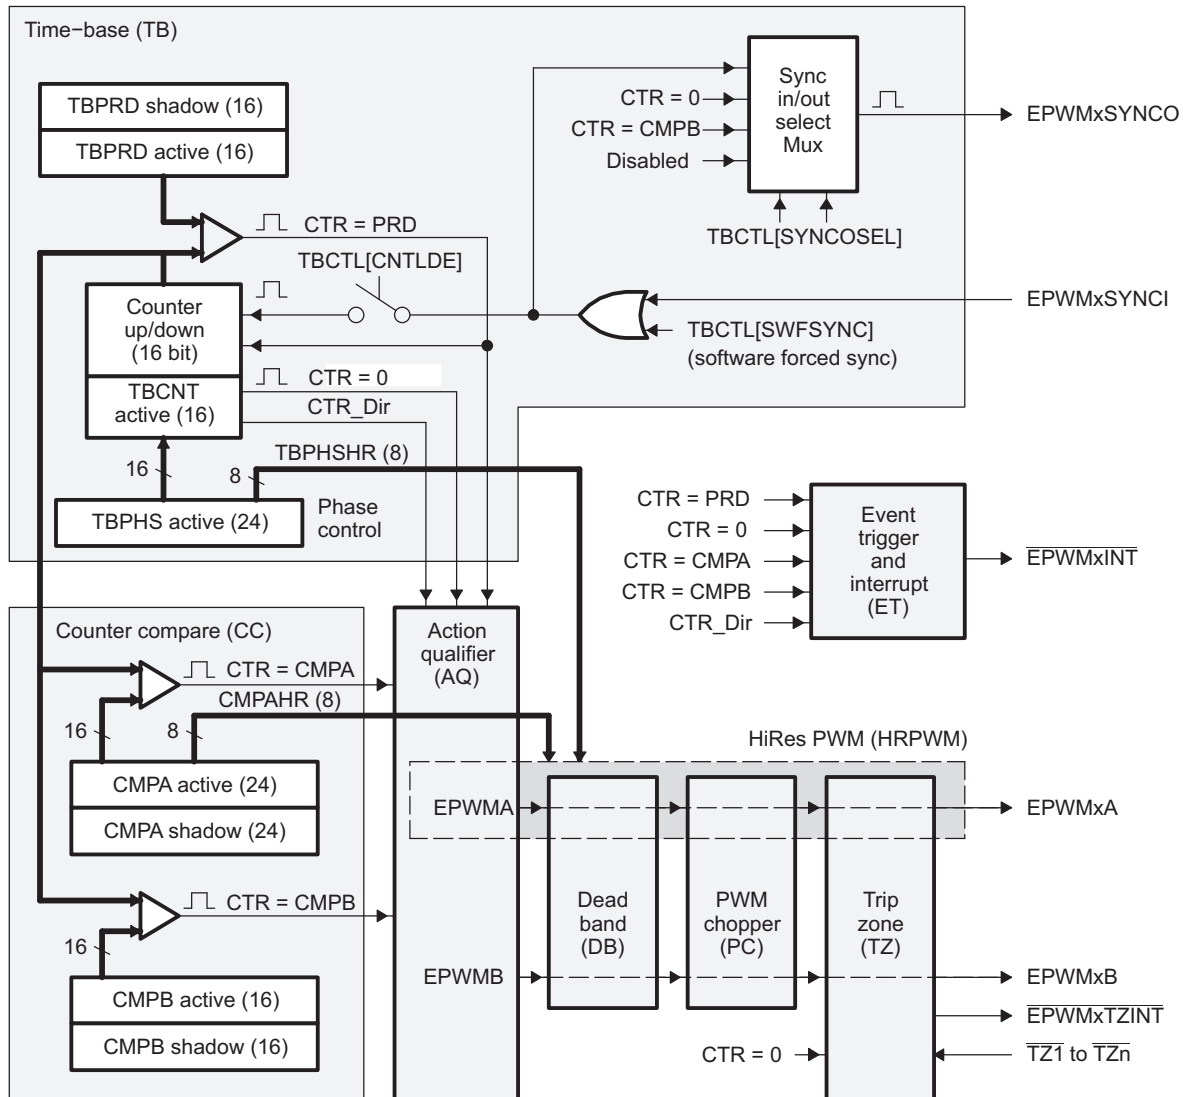 Time−base (TB)
TBPRD shadow (16)
TBPRD active (16)
CTR = PRD
TBCTL[CNTLDE]
Counter
up/down
(16 bit)
TBCNT
active (16)
CTR = 0
CTR_Dir
16
8
TBPHSHR (8)
TBPHS active (24)
Phase
control
CTR = 0
CTR = CMPB
Disabled
Sync
in/out
select
Mux
TBCTL[SYNCOSEL]
EPWMxSYNCO
EPWMxSYNCI
TBCTL[SWFSYNC]
(software forced sync)
CTR = PRD
CTR = 0
CTR = CMPA
CTR = CMPB
CTR_Dir
Event
trigger
and
interrupt
(ET)
EPWMxINT
Counter compare (CC)
CTR = CMPA
CMPAHR (8)
16
8
CMPA active (24)
CMPA shadow (24)
CTR = CMPB
16
CMPB active (16)
CMPB shadow (16)
Action
qualifier
(AQ)
HiRes PWM (HRPWM)
EPWMA
EPWMB
Dead
band
(DB)
PWM
chopper
(PC)
Trip
zone
(TZ)
CTR = 0
EPWMxA
EPWMxB
EPWMxTZINT
TZ1 to TZn